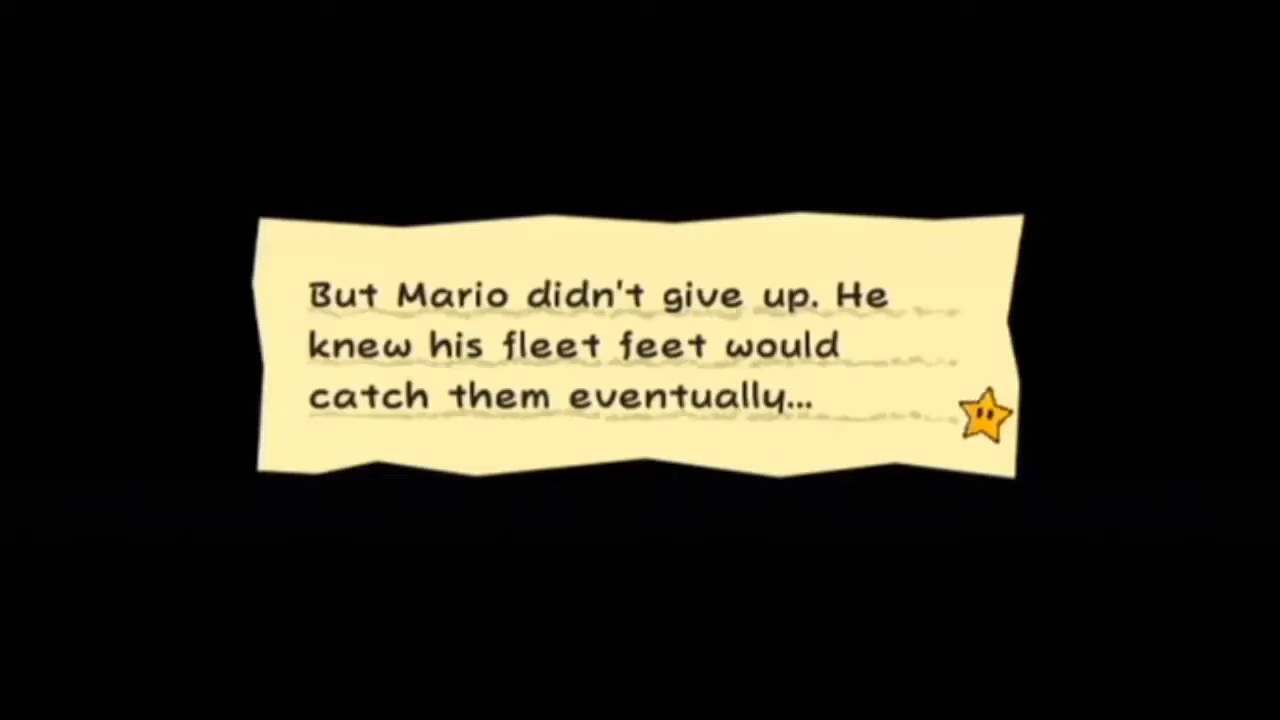 But Mario didn't give up. He
knew his fleet feet would
catch them eventually...